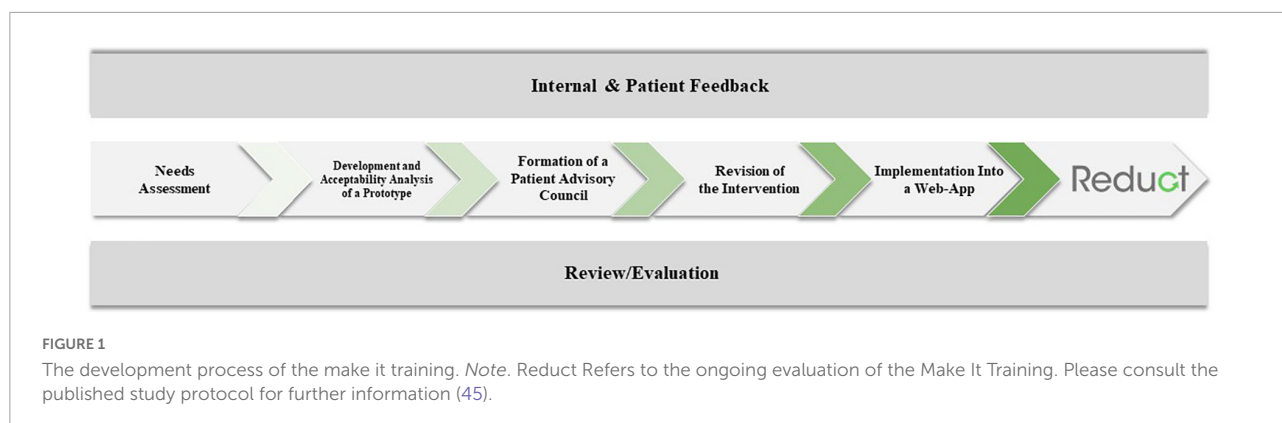 Internal & Patient Feedback
Needs
Assessment
Development and
Acceptability Analysis
of a Prototype
Formation of a
Patient Advisory
Council
Revision of
the Intervention
Implementation Into
a Web-App
Reduct
Review/Evaluation
FIGURE 1
The development process of the make it training. Note. Reduct Refers to the ongoing evaluation of the Make It Training. Please consult the
published study protocol for further information (45).